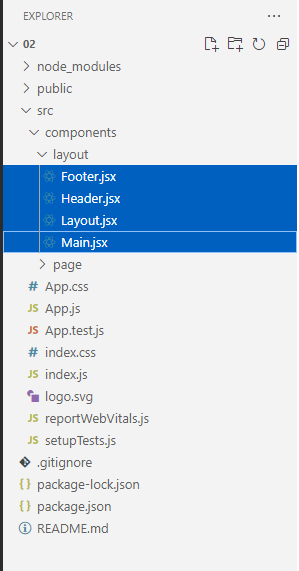 EXPLORER
02
node_modules
public
src
components
layout
Footer.jsx
Header.jsx
Layout.jsx
Main.jsx
page
# App.css
JS App.js
JS App.test.js
# index.css
JS index.js
logo.svg
JS reportWebVitals.js
JS setupTests.js
.gitignore
{} package-lock.json
{} package.json
README.md